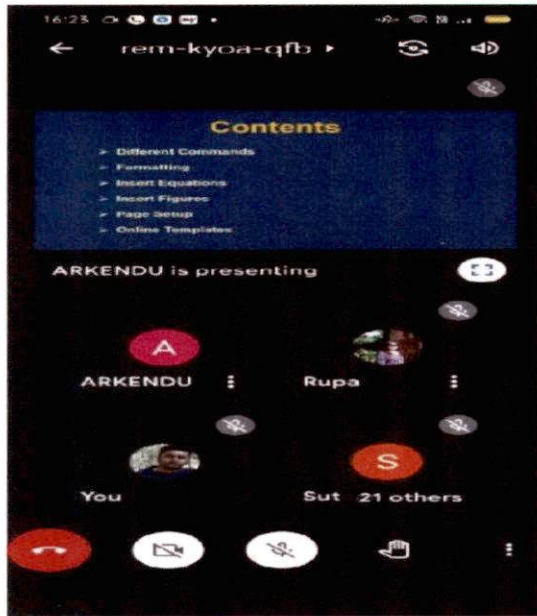 16:23
rem-kyoa-qfb
Contents
➢ Different Commands
➢ Formatting
➢ Insert Equations
➢ Insert Figures
➢ Page Setup
➢ Online Templates
ARKENDU is presenting
A
ARKENDU
Rupa
S
You
Sut 21 others